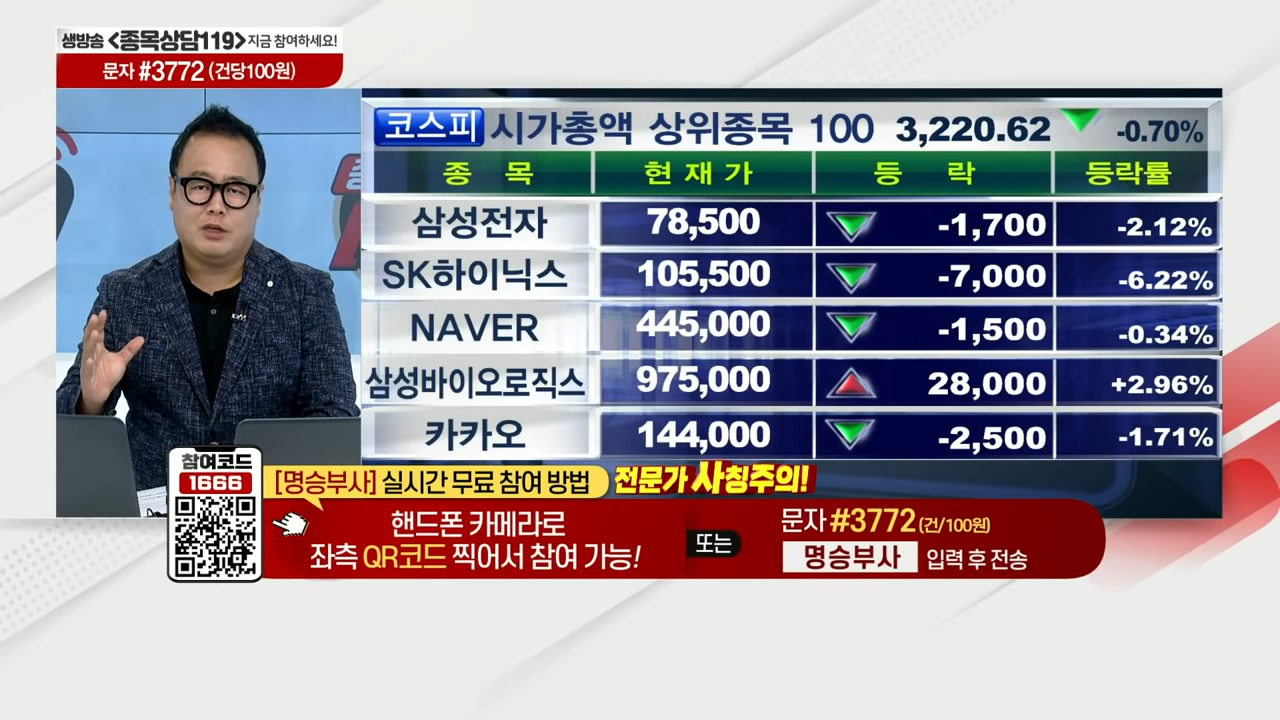 생방송 <종목상담119> 지금 참여하세요!
문자 #3772 (건당100원)
코스피 시가총액 상위종목 100 3,220.62 -0.70%
종 목 현 재 가 등 락 등락률
삼성전자 78,500 -1,700 -2.12%
SK하이닉스 105,500 -7,000 -6.22%
NAVER 445,000 -1,500 -0.34%
삼성바이오로직스 975,000 28,000 +2.96%
카카오 144,000 -2,500 -1.71%
참여코드
1666
[명승부사] 실시간 무료 참여 방법 전문가 사칭주의!
핸드폰 카메라로
좌측 QR코드 찍어서 참여 가능!
또는
문자 #3772 (건/100원)
명승부사 입력 후 전송